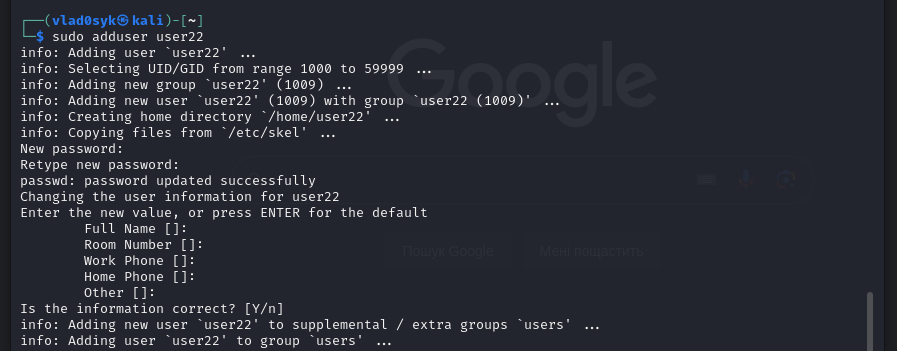 ┌──(vlad0syk㉿kali)-[~]
└─$ sudo adduser user22
info: Adding user `user22' ...
info: Selecting UID/GID from range 1000 to 59999 ...
info: Adding new group `user22' (1009) ...
info: Adding new user `user22' (1009) with group `user22 (1009)' ...
info: Creating home directory `/home/user22' ...
info: Copying files from `/etc/skel' ...
New password:
Retype new password:
passwd: password updated successfully
Changing the user information for user22
Enter the new value, or press ENTER for the default
Full Name []:
Room Number []:
Work Phone []:
Home Phone []:
Other []:
Is the information correct? [Y/n]
info: Adding new user `user22' to supplemental / extra groups `users' ...
info: Adding user `user22' to group `users' ...
Google
Пошук Google
Мені пощастить